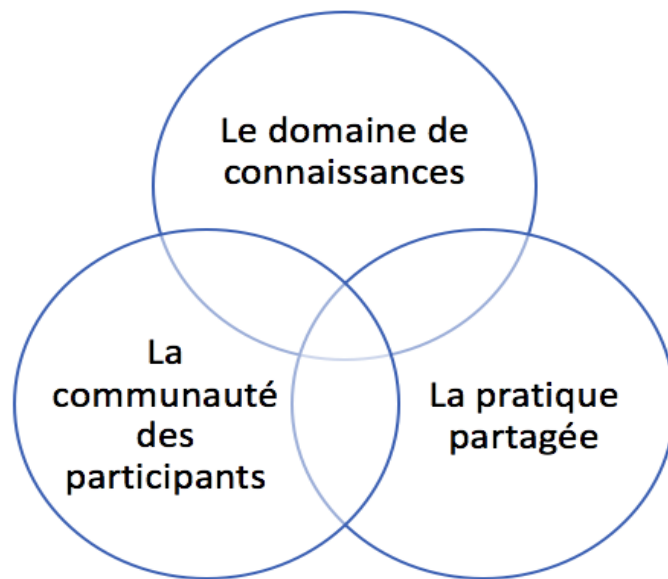 Le domaine de
connaissances
La
communauté
des
participants
La pratique
partagée